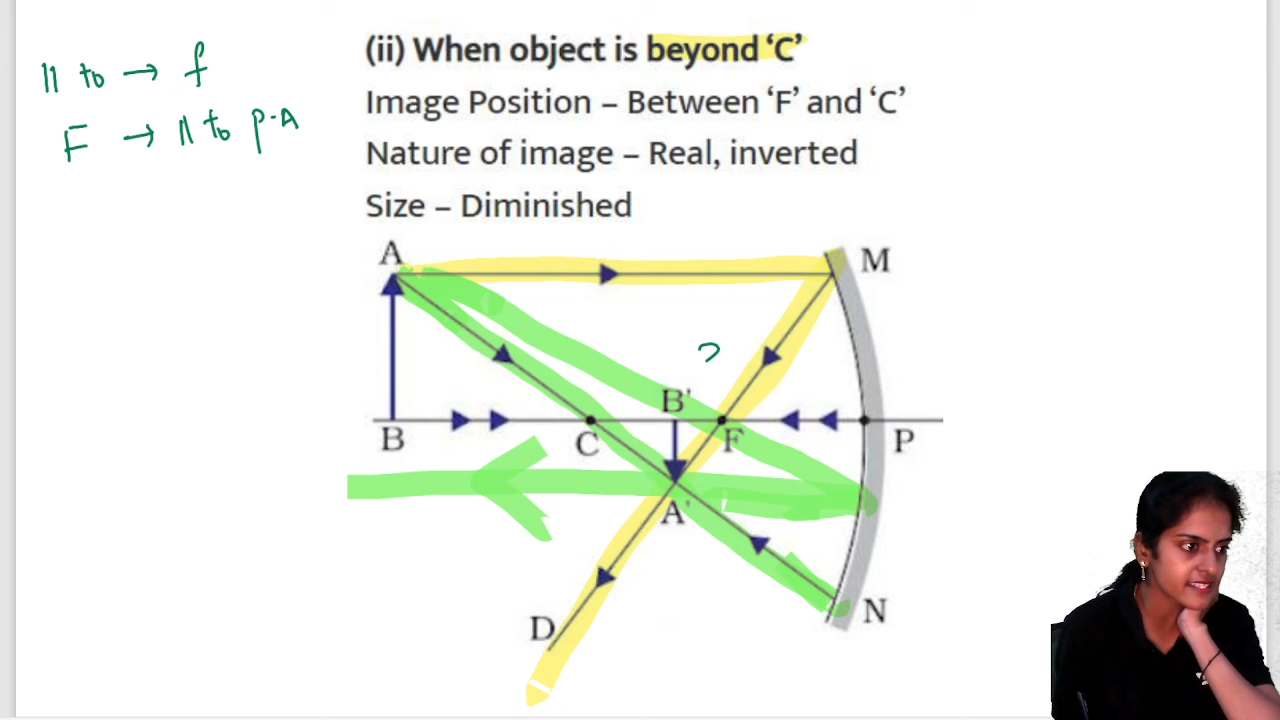 || to → f
F → || to p.A
(ii) When object is beyond ‘C’
Image Position – Between ‘F’ and ‘C’
Nature of image – Real, inverted
Size – Diminished
A
M
B'
B
C
F
P
A'
N
D